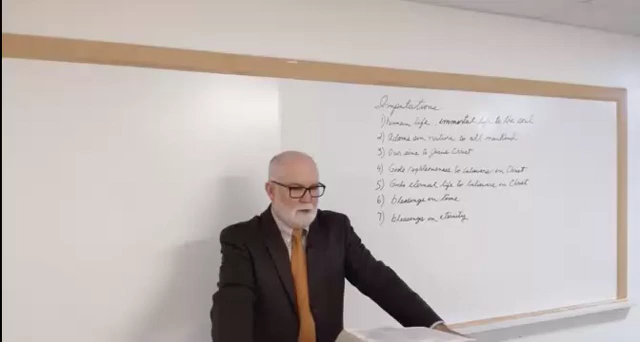 Imputations
1) Human life, immortal life to the soul
2) Adams sin nature to all mankind
3) Our sins to Jesus Christ
4) Gods righteousness to believers in Christ
5) Gods eternal life to believers in Christ
6) blessings in time
7) blessings in eternity